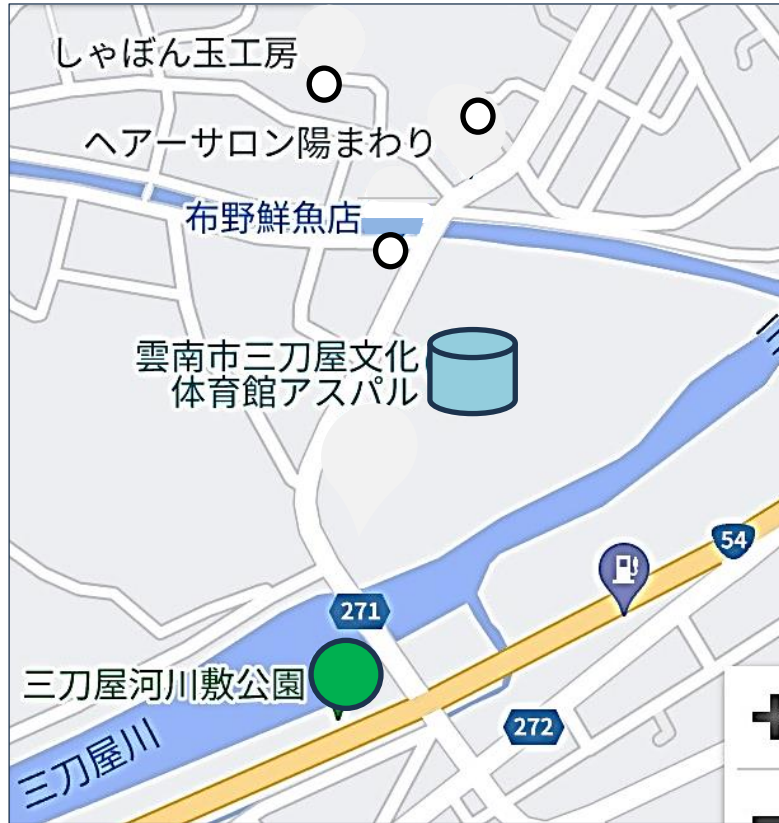 しゃぼん玉工房
ヘアーサロン陽まわり
布野鮮魚店
雲南市三刀屋文化
体育館アスパル
54
271
三刀屋河川敷公園
272
三刀屋川